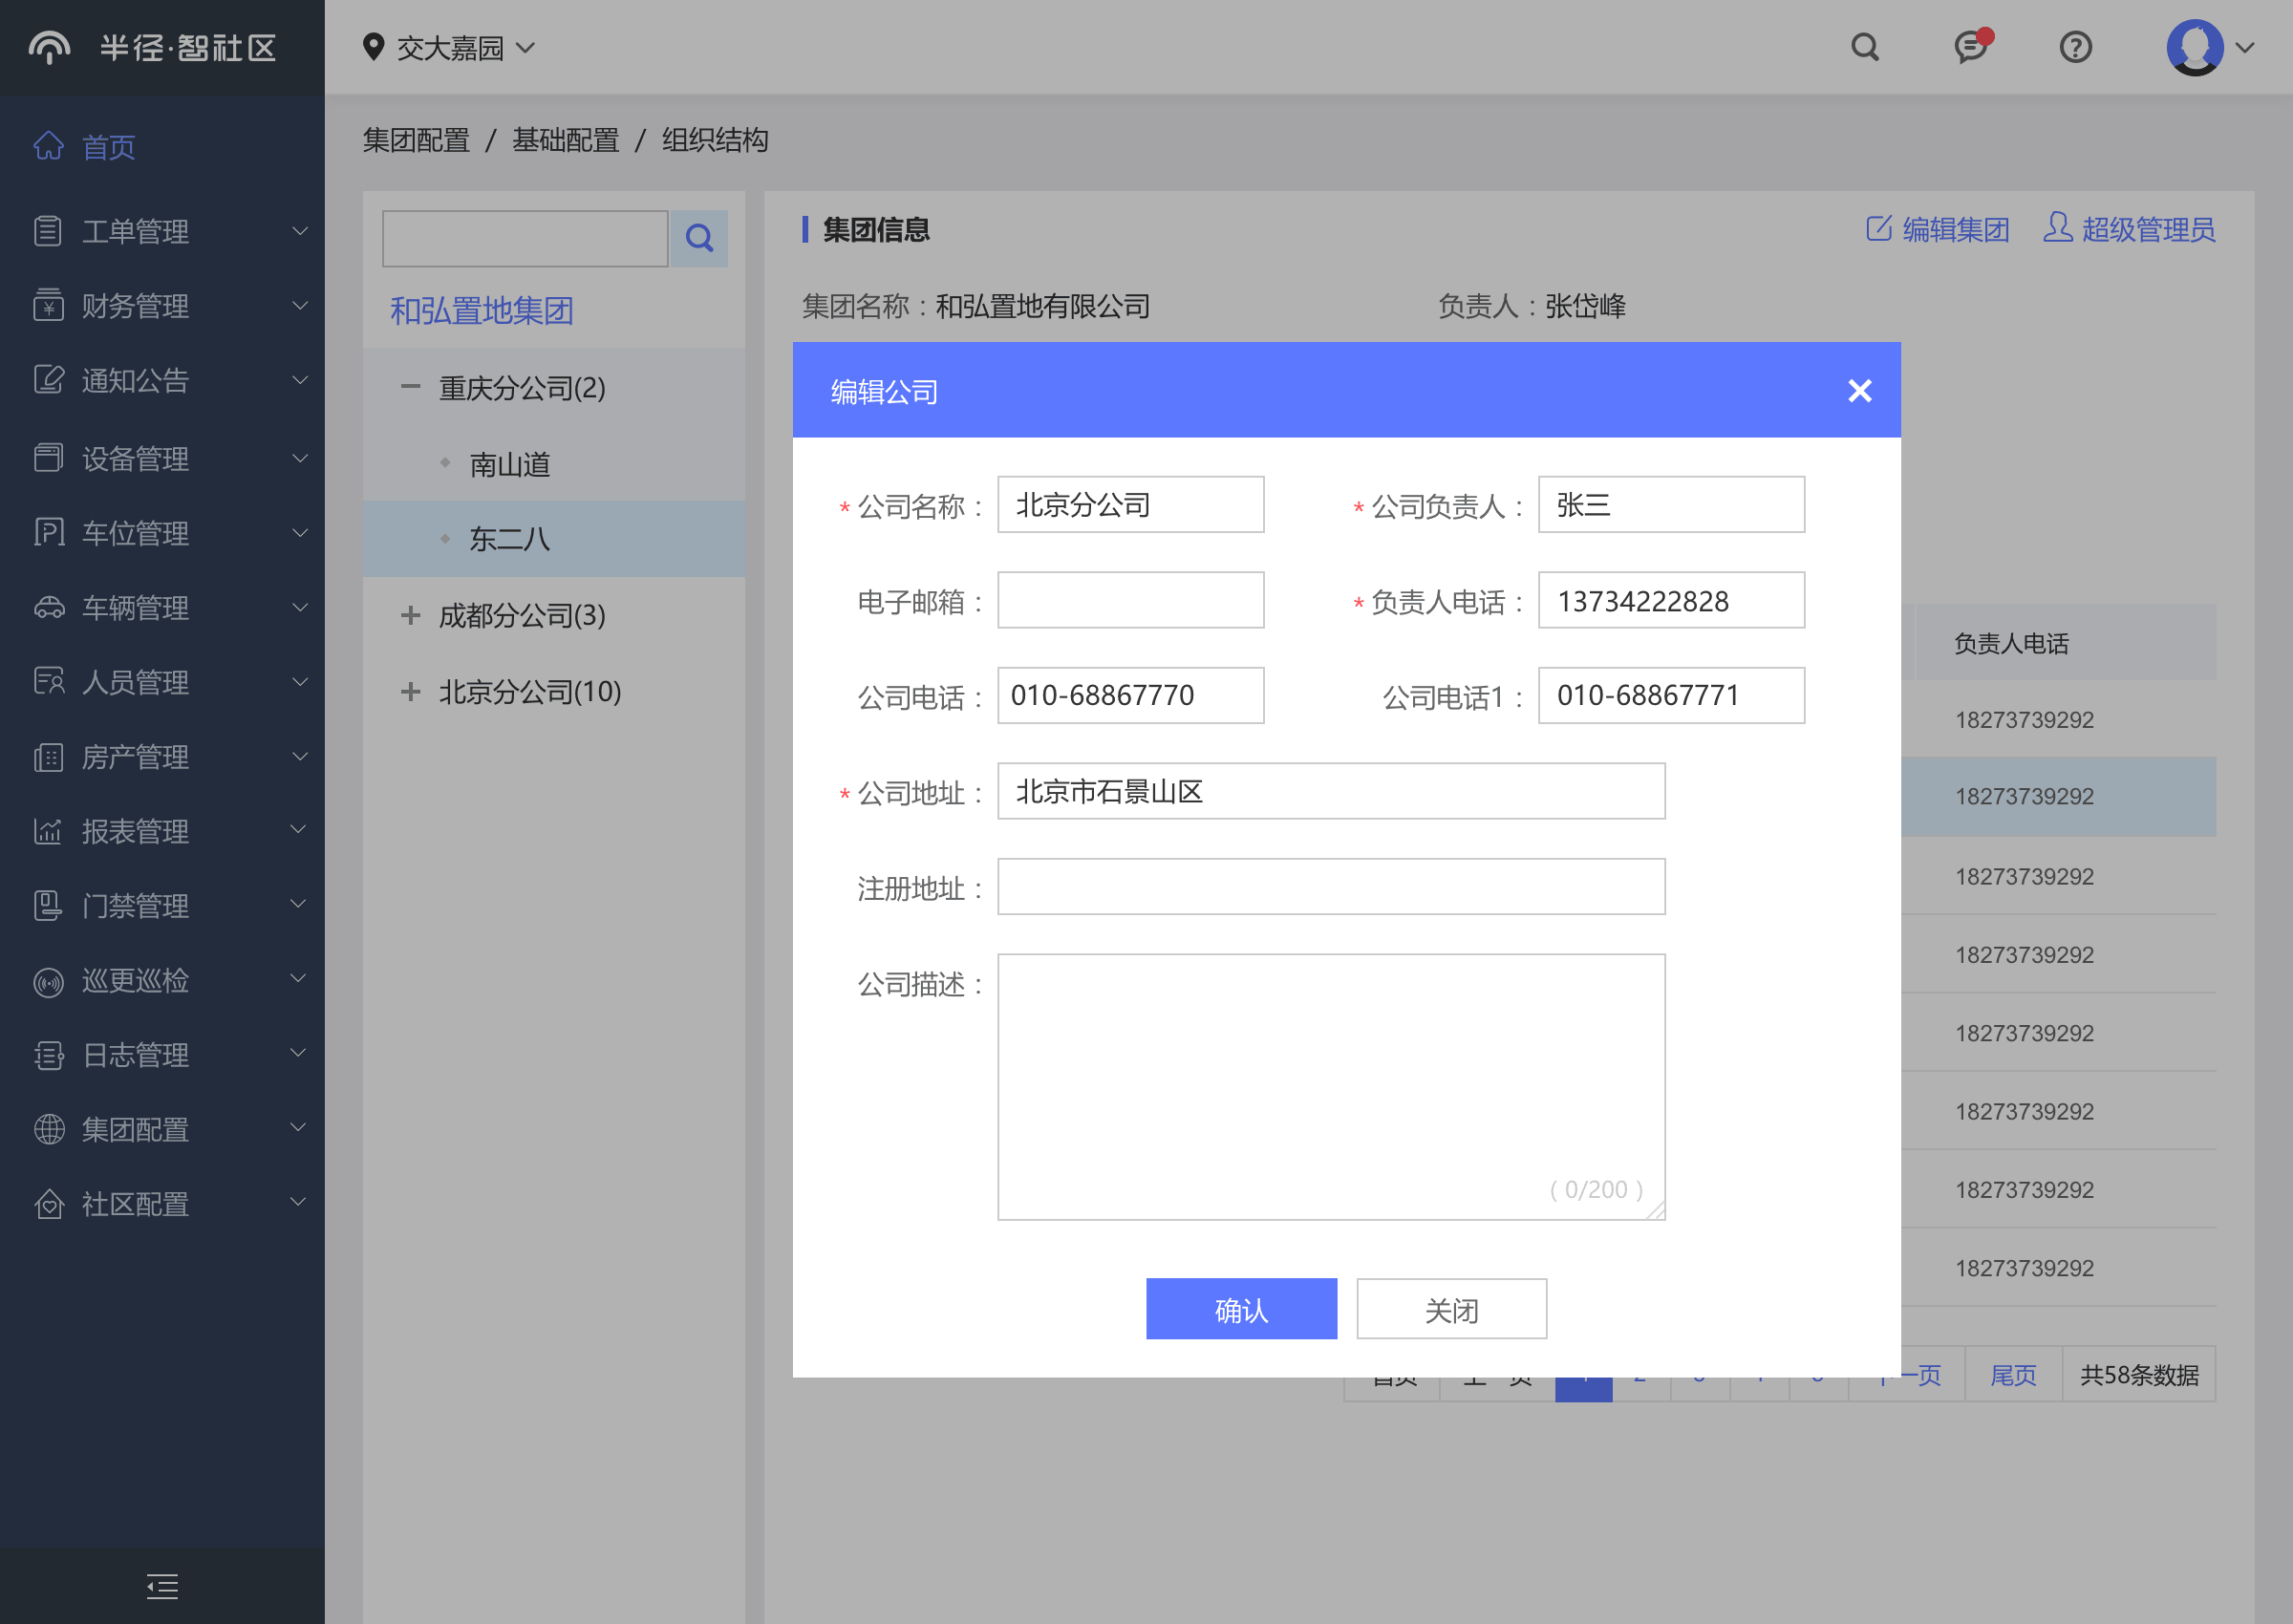 半径·智社区
交大嘉园
首页
工单管理
财务管理
通知公告
设备管理
车位管理
车辆管理
人员管理
房产管理
报表管理
门禁管理
巡更巡检
日志管理
集团配置
社区配置
集团配置 / 基础配置 / 组织结构
和弘置地集团
重庆分公司(2)
南山道
东二八
成都分公司(3)
北京分公司(10)
集团信息
编辑集团
超级管理员
集团名称：和弘置地有限公司
负责人：张岱峰
编辑公司
* 公司名称： 北京分公司
* 公司负责人： 张三
电子邮箱：
* 负责人电话： 13734222828
公司电话： 010-68867770
公司电话1： 010-68867771
* 公司地址： 北京市石景山区
注册地址：
公司描述：
( 0/200 )
确认
关闭
负责人电话
18273739292
18273739292
18273739292
18273739292
18273739292
18273739292
18273739292
18273739292
首页 上一页 下一页 尾页 共58条数据